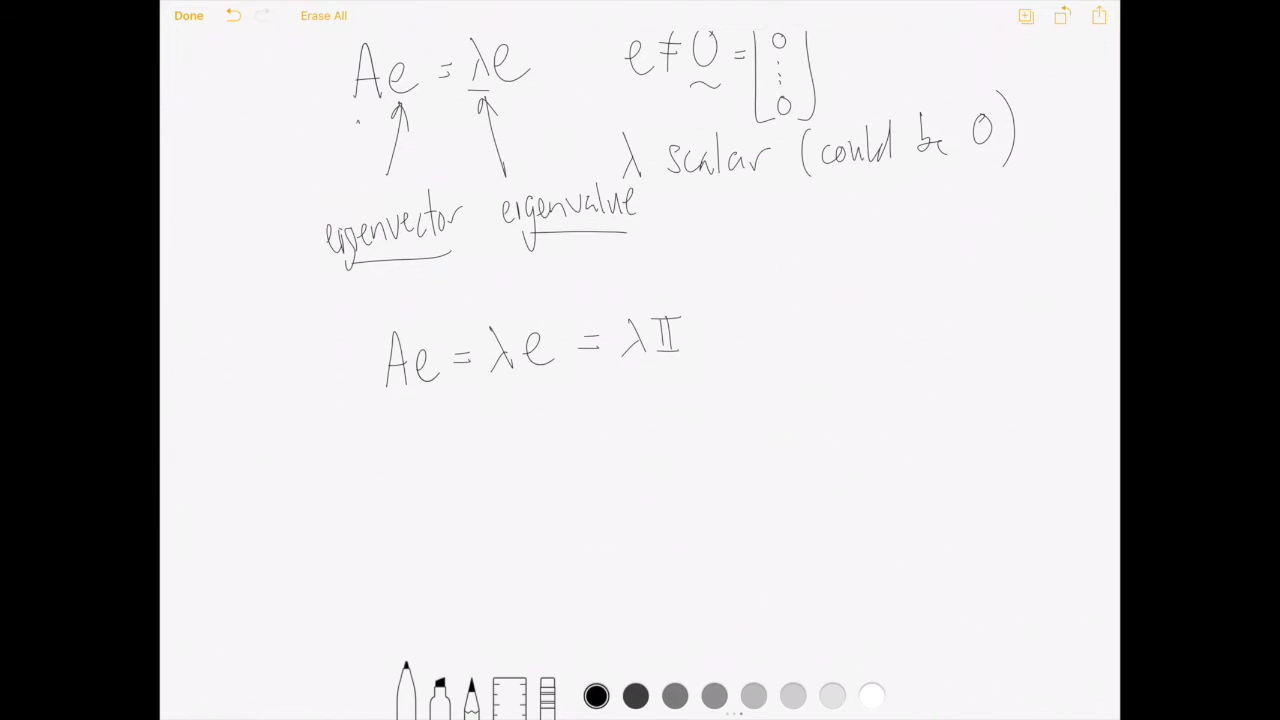 Done Erase All
Ae = λe e ≠ 0 = [0 ⋮ 0]
λ scalar (could be 0)
eigenvector eigenvalue
Ae = λe = λ𝕀